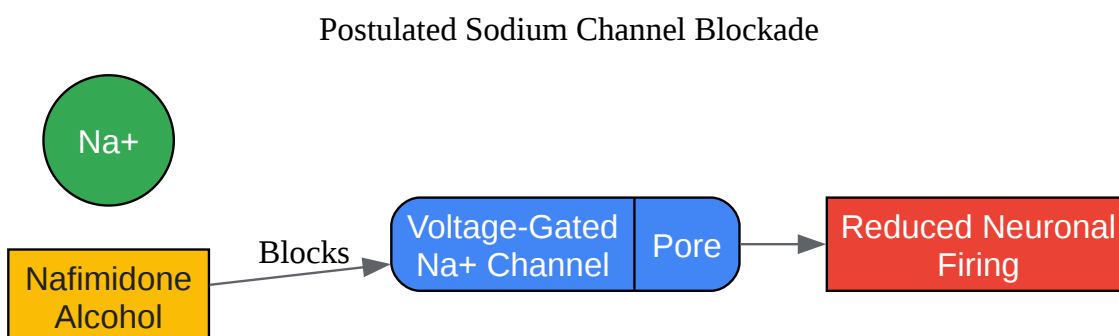 Postulated Sodium Channel Blockade
Na+
Blocks
Nafimidone
Alcohol
Voltage-Gated
Na+ Channel
Pore
Reduced Neuronal
Firing